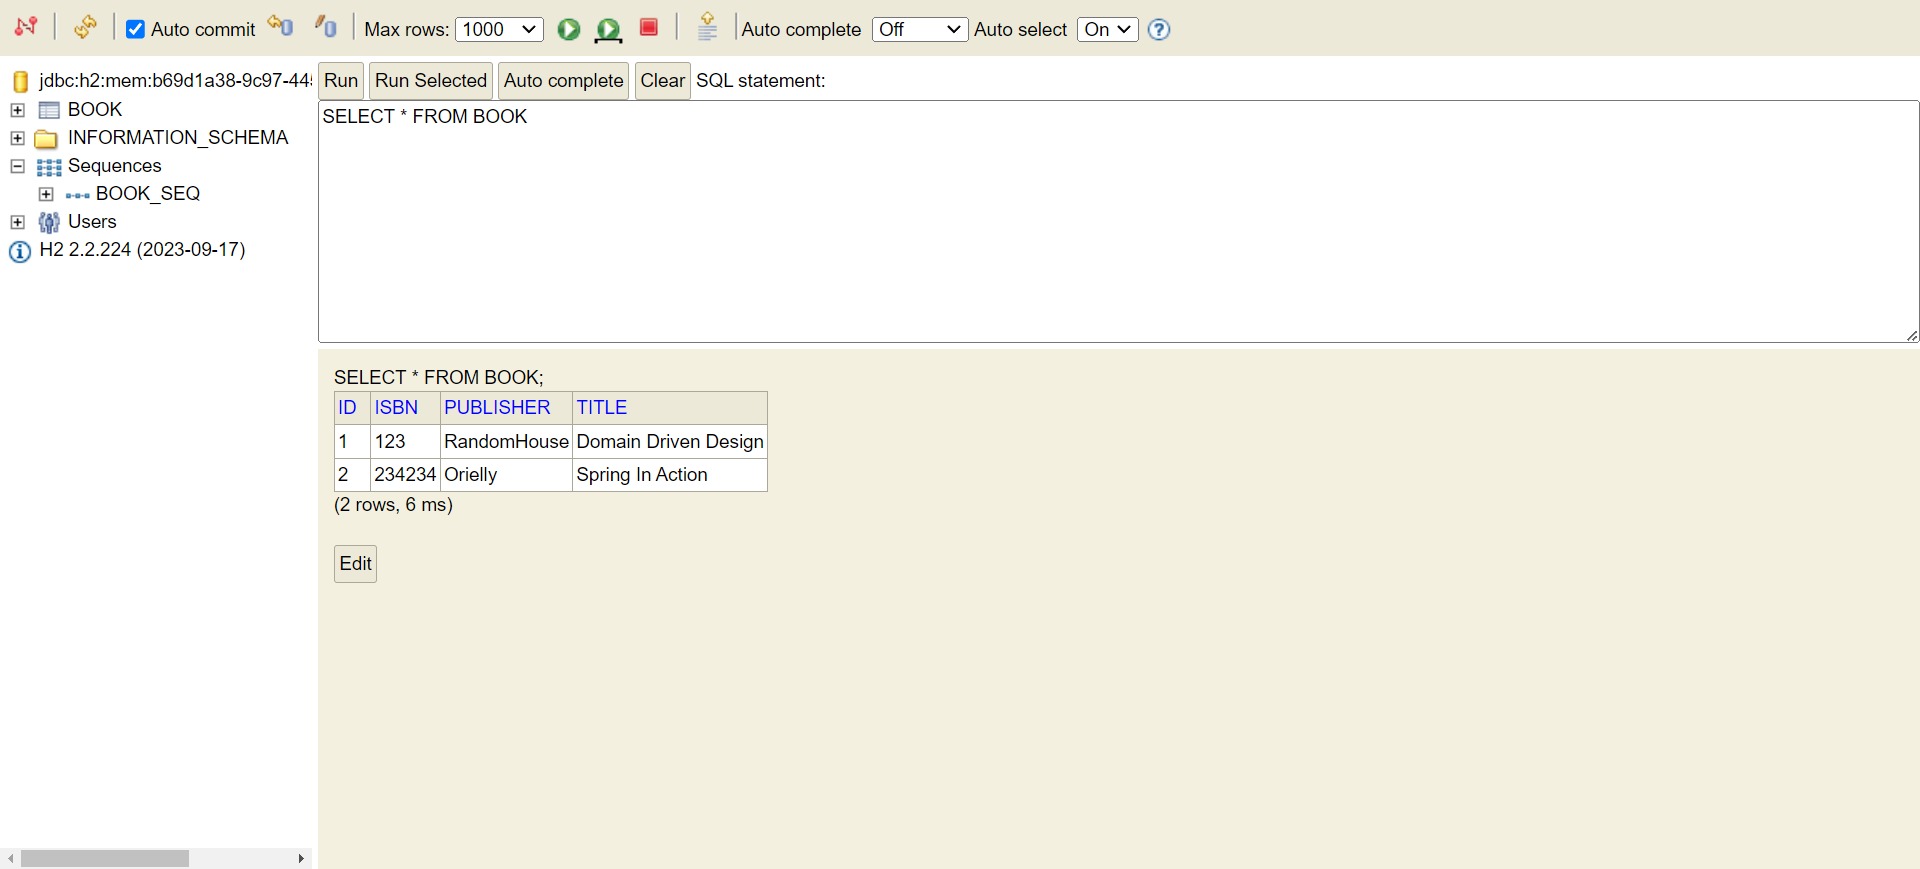 Auto commit Max rows: 1000 Auto complete Off Auto select On
jdbc:h2:mem:b69d1a38-9c97-44
BOOK
INFORMATION_SCHEMA
Sequences
BOOK_SEQ
Users
H2 2.2.224 (2023-09-17)
Run Run Selected Auto complete Clear SQL statement:
SELECT * FROM BOOK
SELECT * FROM BOOK;
ID ISBN PUBLISHER TITLE
1 123 RandomHouse Domain Driven Design
2 234234 Orielly Spring In Action
(2 rows, 6 ms)
Edit